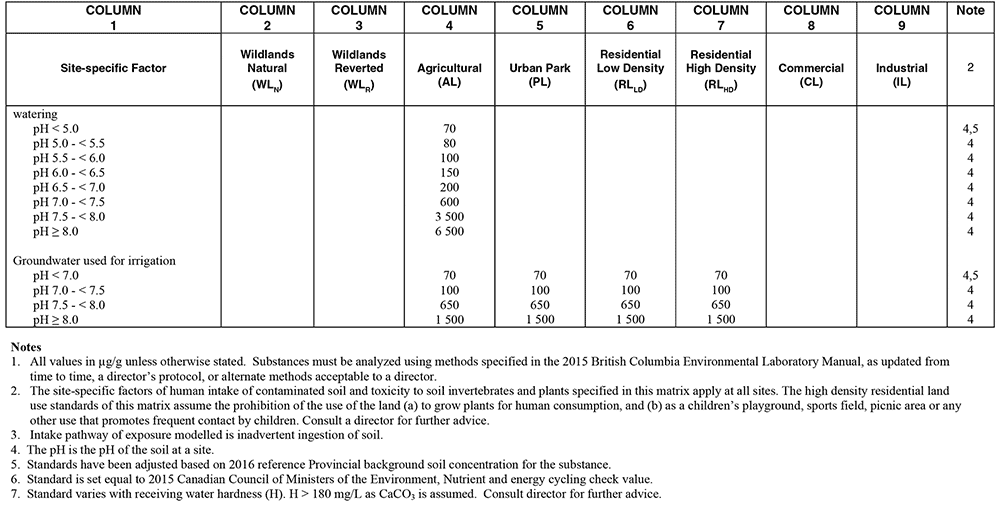 COLUMN 1 COLUMN 2 COLUMN 3 COLUMN 4 COLUMN 5 COLUMN 6 COLUMN 7 COLUMN 8 COLUMN 9 Note
Site-specific Factor Wildlands Natural (WLN) Wildlands Reverted (WLR) Agricultural (AL) Urban Park (PL) Residential Low Density (RLLD) Residential High Density (RLHD) Commercial (CL) Industrial (IL) 2
watering
pH < 5.0 70 4,5
pH 5.0 - < 5.5 80 4
pH 5.5 - < 6.0 100 4
pH 6.0 - < 6.5 150 4
pH 6.5 - < 7.0 200 4
pH 7.0 - < 7.5 600 4
pH 7.5 - < 8.0 3 500 4
pH ≥ 8.0 6 500 4
Groundwater used for irrigation
pH < 7.0 70 70 70 70 4,5
pH 7.0 - < 7.5 100 100 100 100 4
pH 7.5 - < 8.0 650 650 650 650 4
pH ≥ 8.0 1 500 1 500 1 500 1 500 4
Notes
1. All values in µg/g unless otherwise stated. Substances must be analyzed using methods specified in the 2015 British Columbia Environmental Laboratory Manual, as updated from
time to time, a director's protocol, or alternate methods acceptable to a director.
2. The site-specific factors of human intake of contaminated soil and toxicity to soil invertebrates and plants specified in this matrix apply at all sites. The high density residential land
use standards of this matrix assume the prohibition of the use of the land (a) to grow plants for human consumption, and (b) as a children's playground, sports field, picnic area or any
other use that promotes frequent contact by children. Consult a director for further advice.
3. Intake pathway of exposure modelled is inadvertent ingestion of soil.
4. The pH is the pH of the soil at a site.
5. Standards have been adjusted based on 2016 reference Provincial background soil concentration for the substance.
6. Standard is set equal to 2015 Canadian Council of Ministers of the Environment, Nutrient and energy cycling check value.
7. Standard varies with receiving water hardness (H). H > 180 mg/L as CaCO3 is assumed. Consult director for further advice.